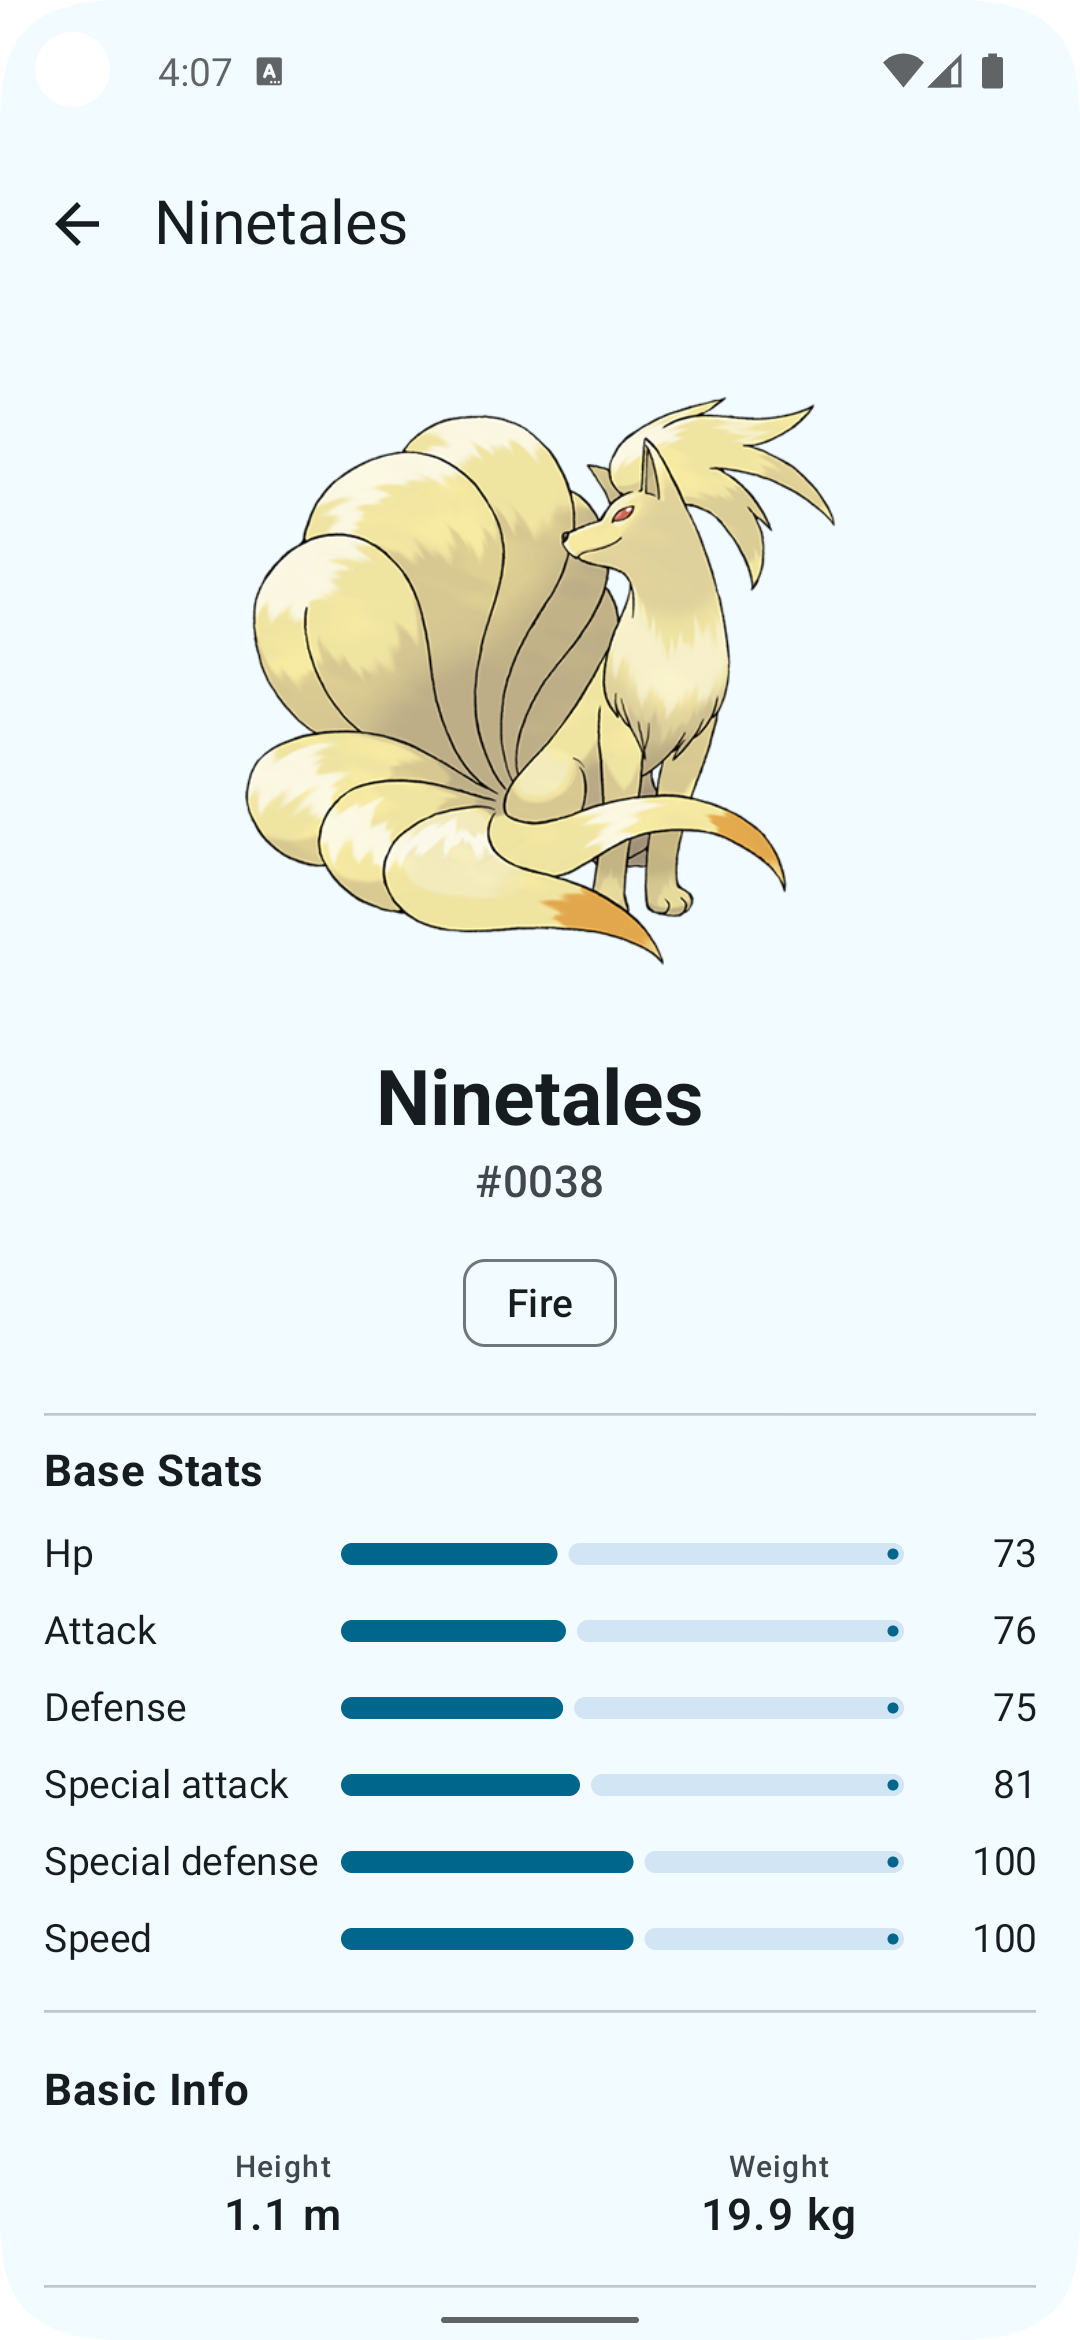 4:07 A
Ninetales
Ninetales
#0038
Fire
Base Stats
Hp 73
Attack 76
Defense 75
Special attack 81
Special defense 100
Speed 100
Basic Info
Height Weight
1.1 m 19.9 kg